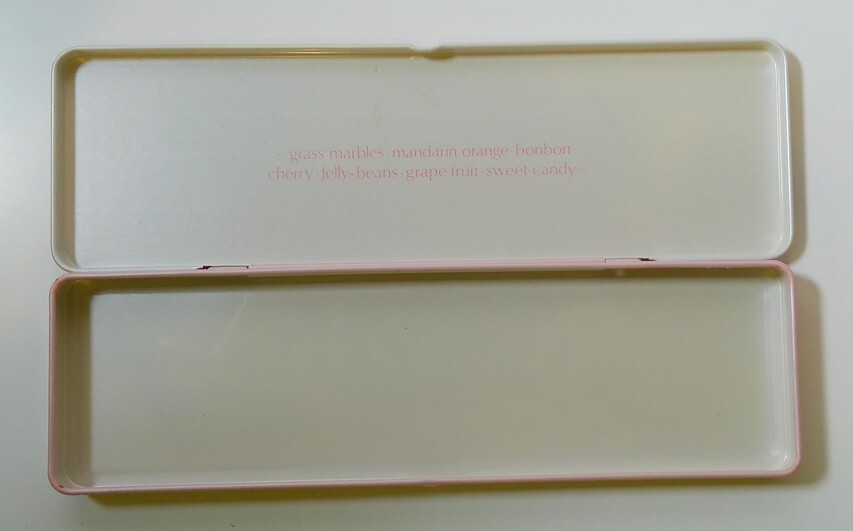 ··grass marbles·mandarin orange·bonbon·
cherry·jelly-beans·grape fruit·sweet candy···